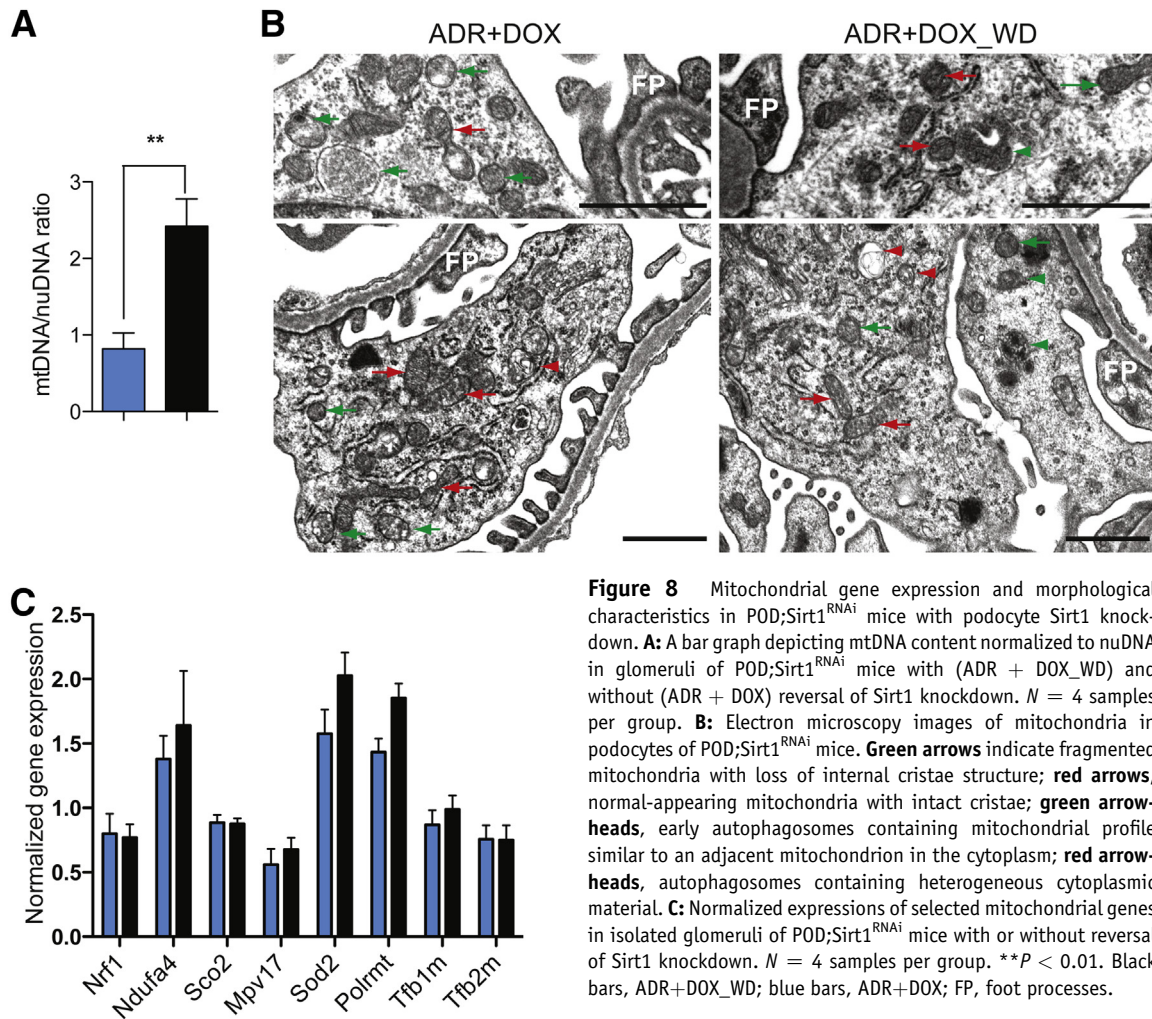 A
**
mtDNA/nuDNA ratio
3
2
1
0
B
ADR+DOX
ADR+DOX_WD
FP
FP
FP
FP
C
Normalized gene expression
2.5
2.0
1.5
1.0
0.5
0.0
Nrf1
Ndufa4
Sco2
Mpv17
Sod2
Polrmt
Tfb1m
Tfb2m
Figure 8 Mitochondrial gene expression and morphological
characteristics in POD;Sirt1RNAi mice with podocyte Sirt1 knock-
down. A: A bar graph depicting mtDNA content normalized to nuDNA
in glomeruli of POD;Sirt1RNAi mice with (ADR + DOX_WD) and
without (ADR + DOX) reversal of Sirt1 knockdown. N = 4 samples
per group. B: Electron microscopy images of mitochondria in
podocytes of POD;Sirt1RNAi mice. Green arrows indicate fragmented
mitochondria with loss of internal cristae structure; red arrows,
normal-appearing mitochondria with intact cristae; green arrow-
heads, early autophagosomes containing mitochondrial profile
similar to an adjacent mitochondrion in the cytoplasm; red arrow-
heads, autophagosomes containing heterogeneous cytoplasmic
material. C: Normalized expressions of selected mitochondrial genes
in isolated glomeruli of POD;Sirt1RNAi mice with or without reversa
of Sirt1 knockdown. N = 4 samples per group. **P < 0.01. Black
bars, ADR+DOX_WD; blue bars, ADR+DOX; FP, foot processes.